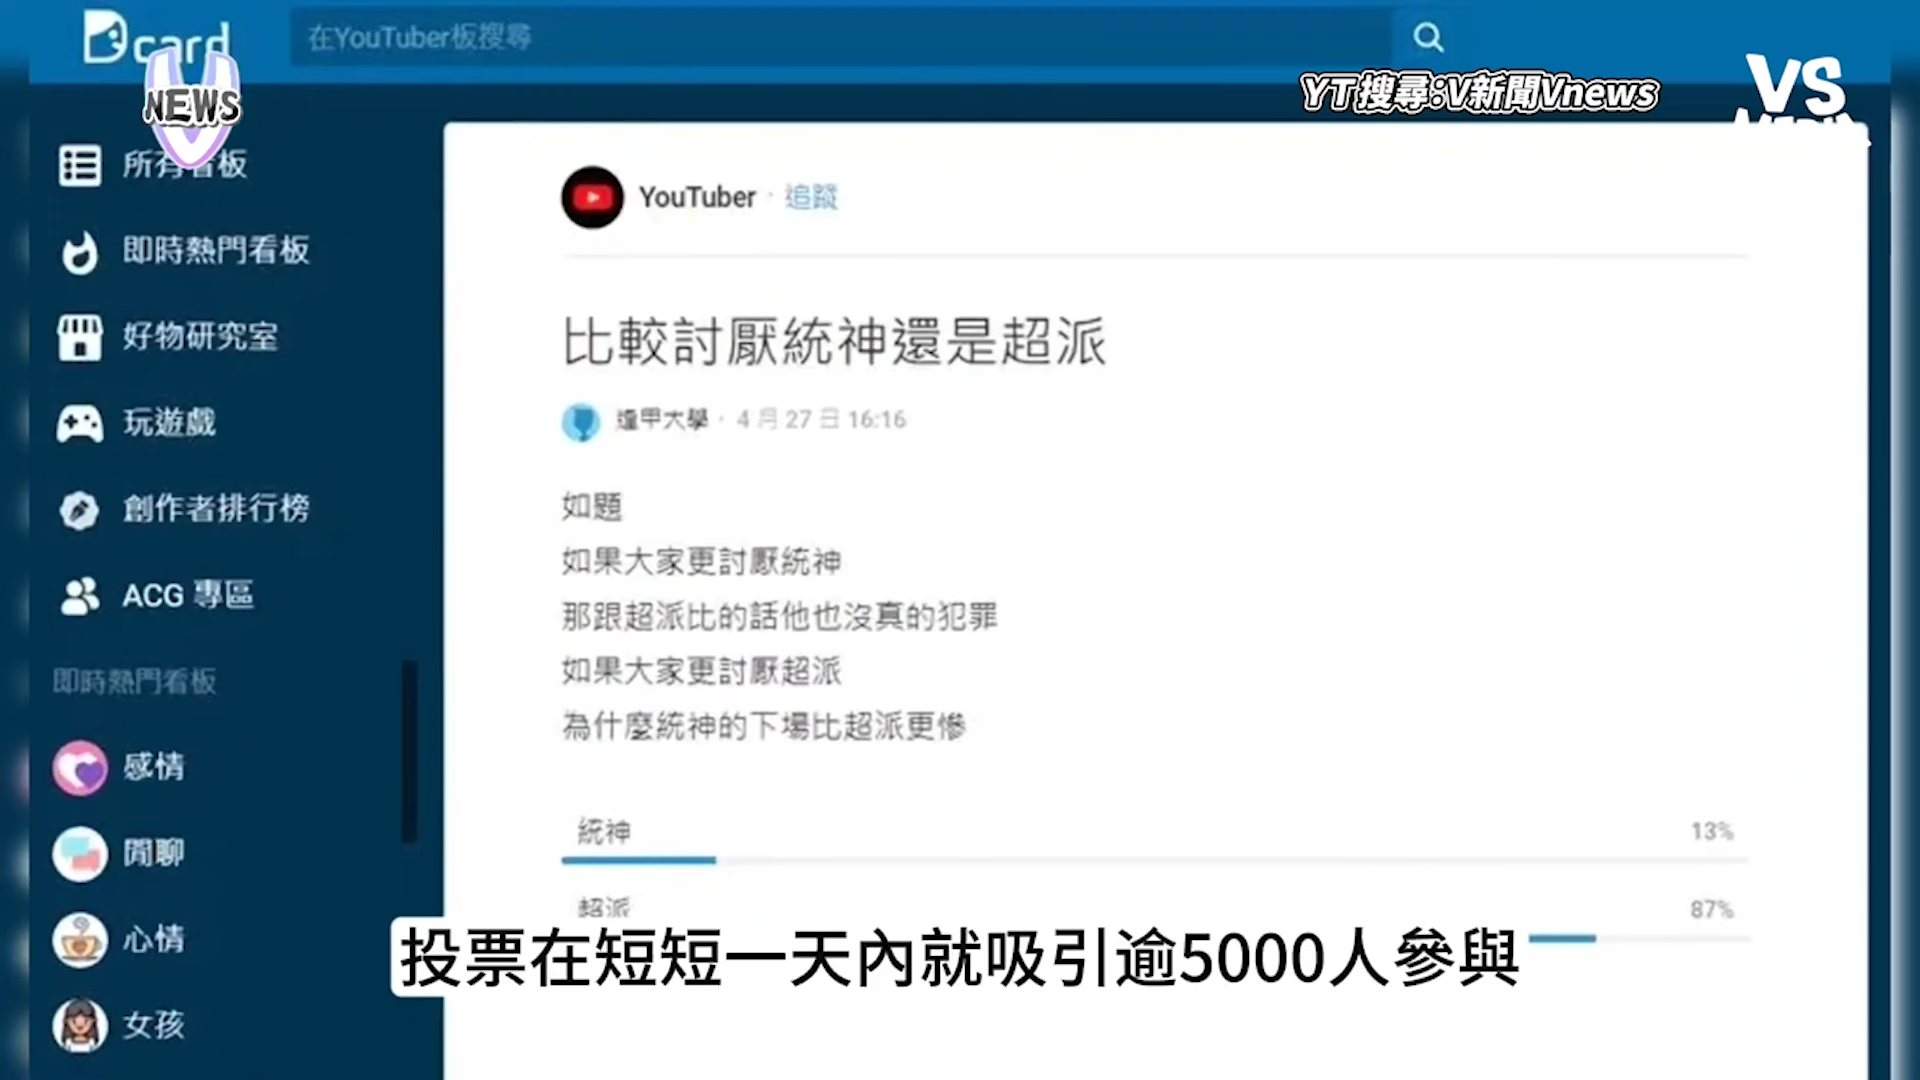 Dcard
在YouTuber板搜尋
NEWS
YT搜尋:V新聞Vnews
VS
MEDIA
所有看板
即時熱門看板
好物研究室
玩遊戲
創作者排行榜
ACG 專區
即時熱門看板
感情
閒聊
心情
女孩
YouTuber · 追蹤
比較討厭統神還是超派
逢甲大學 · 4 月 27 日 16:16
如題
如果大家更討厭統神
那跟超派比的話他也沒真的犯罪
如果大家更討厭超派
為什麼統神的下場比超派更慘
統神 13%
超派 87%
投票在短短一天內就吸引逾5000人參與